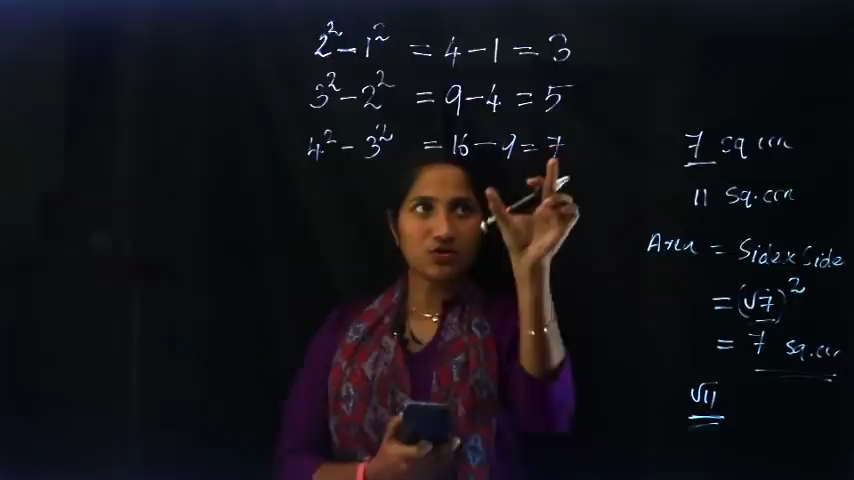 2² - 1² = 4 - 1 = 3
3² - 2² = 9 - 4 = 5
4² - 3² = 16 - 9 = 7
7 sq cm
11 sq.cm
Area = Side x Side
= (√7)²
= 7 sq.cm
√11